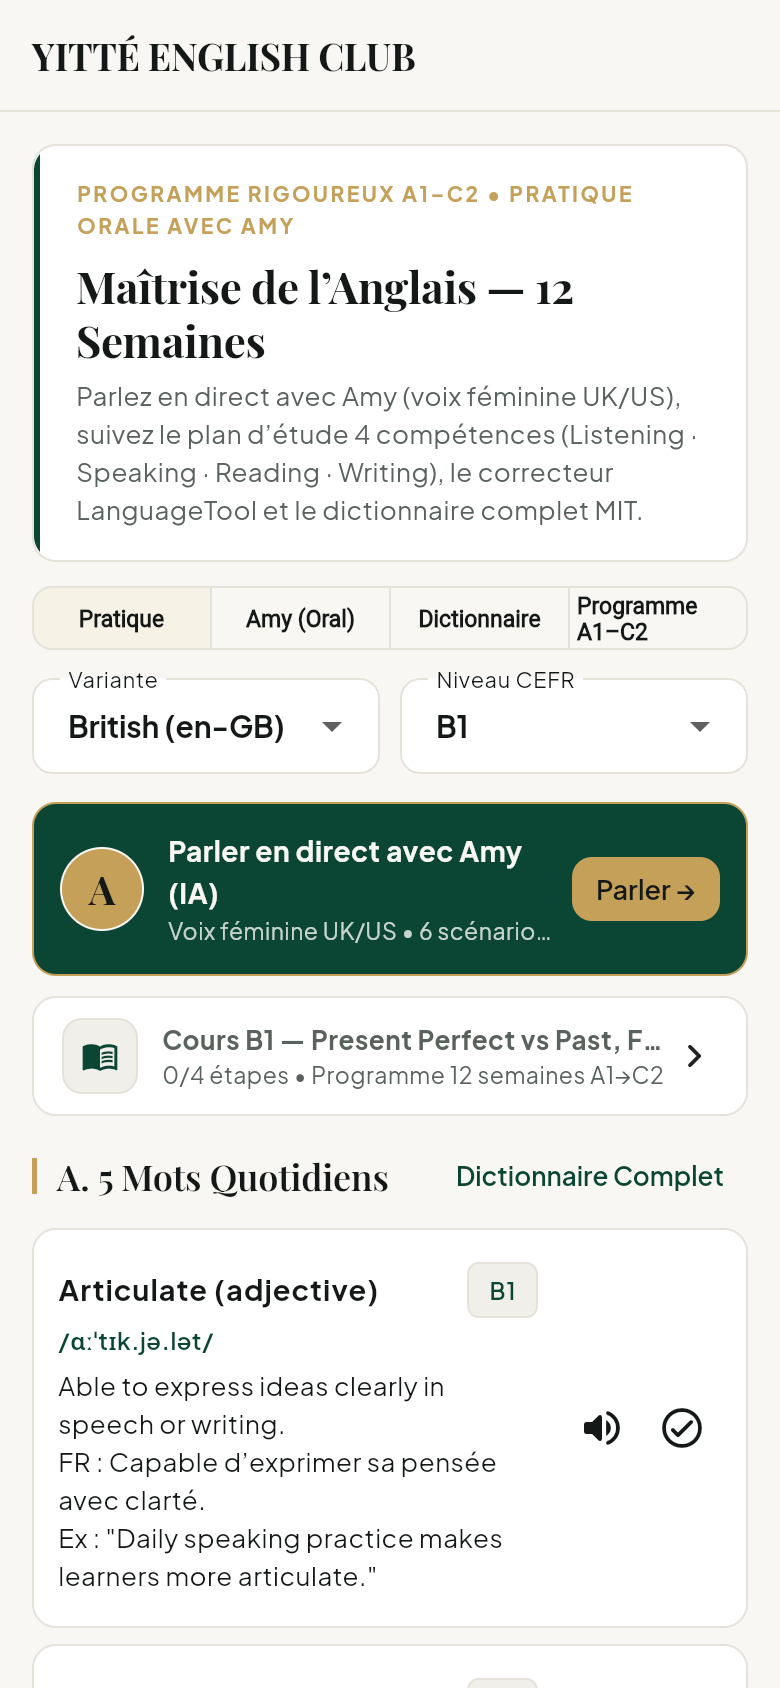 YITTÉ ENGLISH CLUB
PROGRAMME RIGOUREUX A1–C2 • PRATIQUE
ORALE AVEC AMY
Maîtrise de l’Anglais — 12
Semaines
Parlez en direct avec Amy (voix féminine UK/US),
suivez le plan d’étude 4 compétences (Listening ·
Speaking · Reading · Writing), le correcteur
LanguageTool et le dictionnaire complet MIT.
Pratique
Amy (Oral)
Dictionnaire
Programme
A1–C2
Variante
British (en-GB)
Niveau CEFR
B1
A
Parler en direct avec Amy
(IA)
Voix féminine UK/US • 6 scénario...
Parler →
Cours B1 — Present Perfect vs Past, F...
0/4 étapes • Programme 12 semaines A1→C2
A. 5 Mots Quotidiens
Dictionnaire Complet
Articulate (adjective)
B1
/ɑːˈtɪk.jə.lət/
Able to express ideas clearly in
speech or writing.
FR : Capable d’exprimer sa pensée
avec clarté.
Ex : "Daily speaking practice makes
learners more articulate."